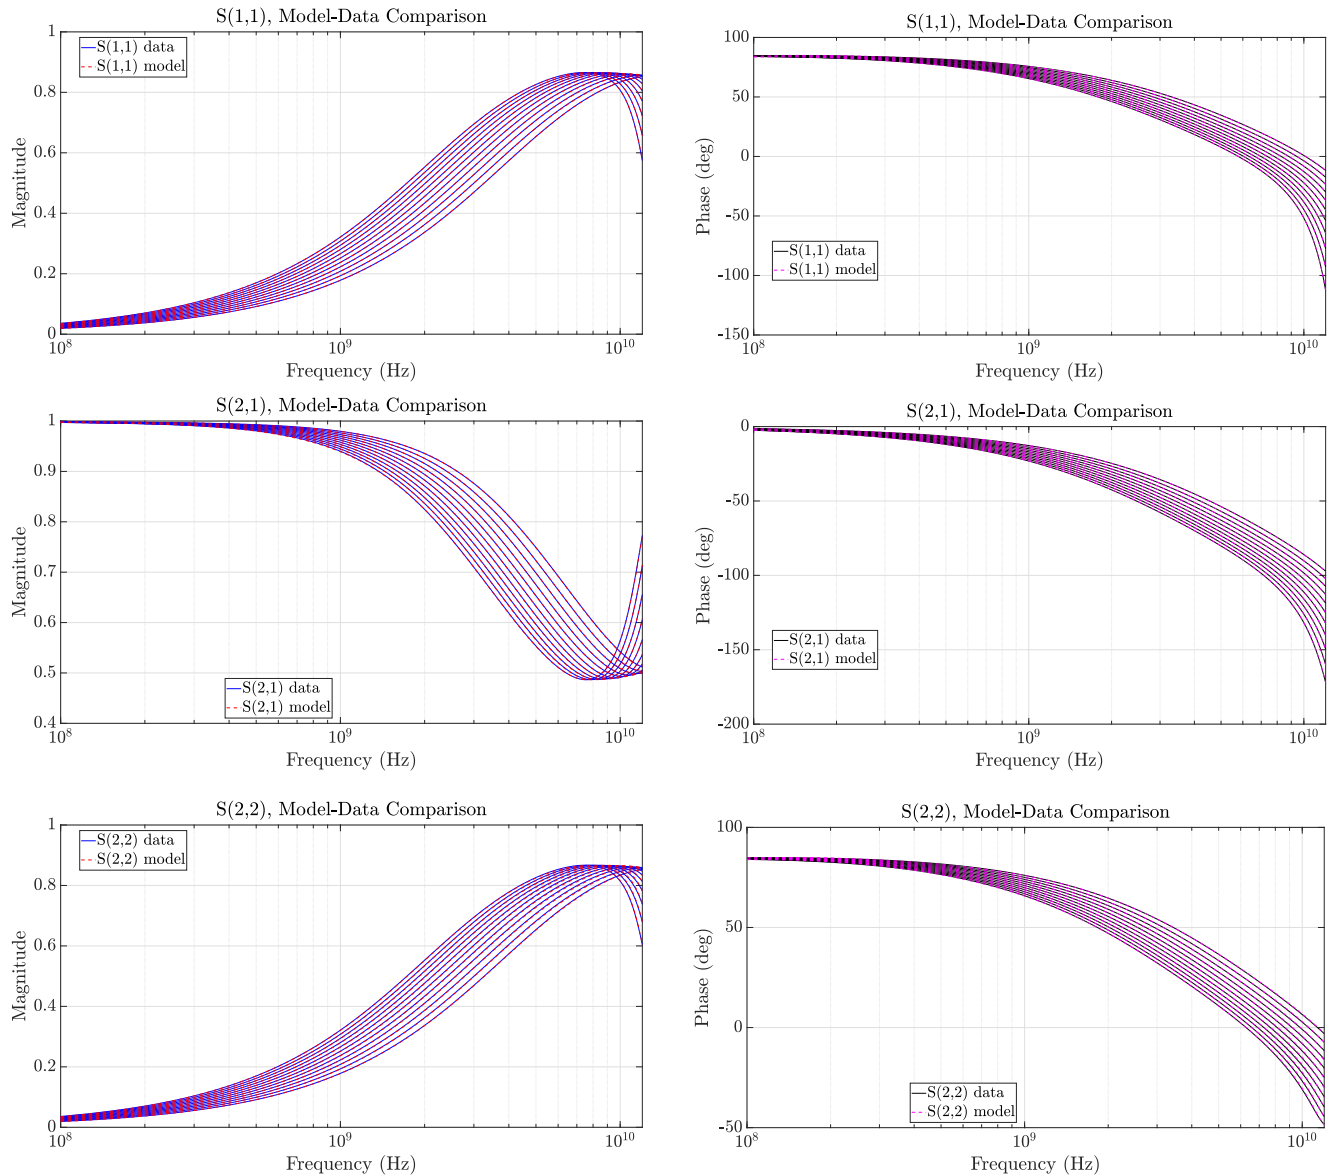 S(1,1), Model-Data Comparison
1
0.8
0.6
0.4
0.2
0
Magnitude
S(1,1) data
S(1,1) model
10^8
10^9
10^10
Frequency (Hz)
S(1,1), Model-Data Comparison
100
50
0
-50
-100
-150
Phase (deg)
S(1,1) data
S(1,1) model
10^8
10^9
10^10
Frequency (Hz)
S(2,1), Model-Data Comparison
1
0.9
0.8
0.7
0.6
0.5
0.4
Magnitude
S(2,1) data
S(2,1) model
10^8
10^9
10^10
Frequency (Hz)
S(2,1), Model-Data Comparison
0
-50
-100
-150
-200
Phase (deg)
S(2,1) data
S(2,1) model
10^8
10^9
10^10
Frequency (Hz)
S(2,2), Model-Data Comparison
1
0.8
0.6
0.4
0.2
0
Magnitude
S(2,2) data
S(2,2) model
10^8
10^9
10^10
Frequency (Hz)
S(2,2), Model-Data Comparison
100
50
0
-50
Phase (deg)
S(2,2) data
S(2,2) model
10^8
10^9
10^10
Frequency (Hz)